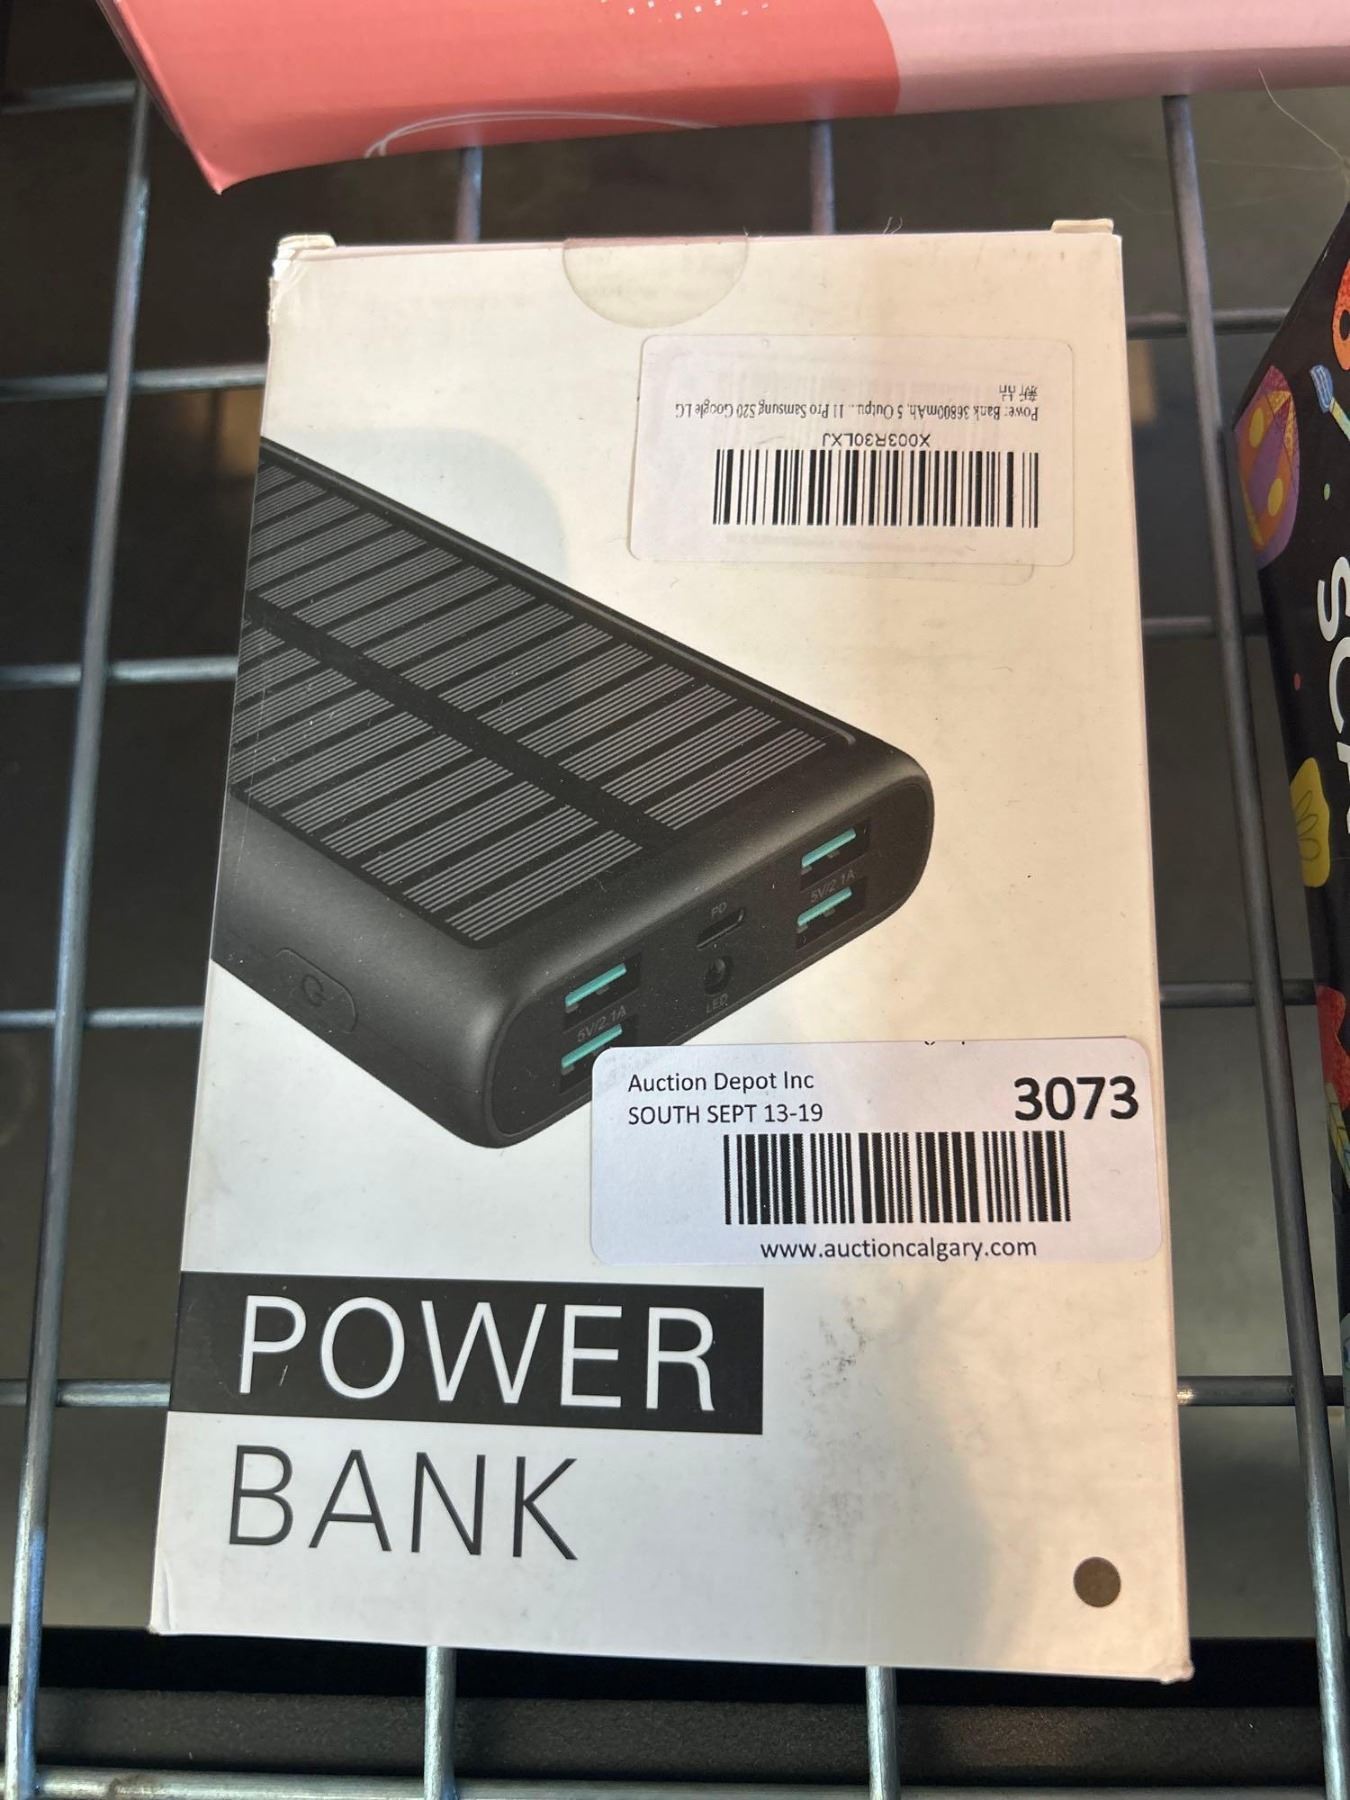 X003R30LXJ
Power Bank 36800mAh, 5 Outpu... 11 Pro Samsung S20 Google LG
新品
PD
5V/2.1A
LED
5V/2.1A
Auction Depot Inc
SOUTH SEPT 13-19
3073
www.auctioncalgary.com
POWER
BANK